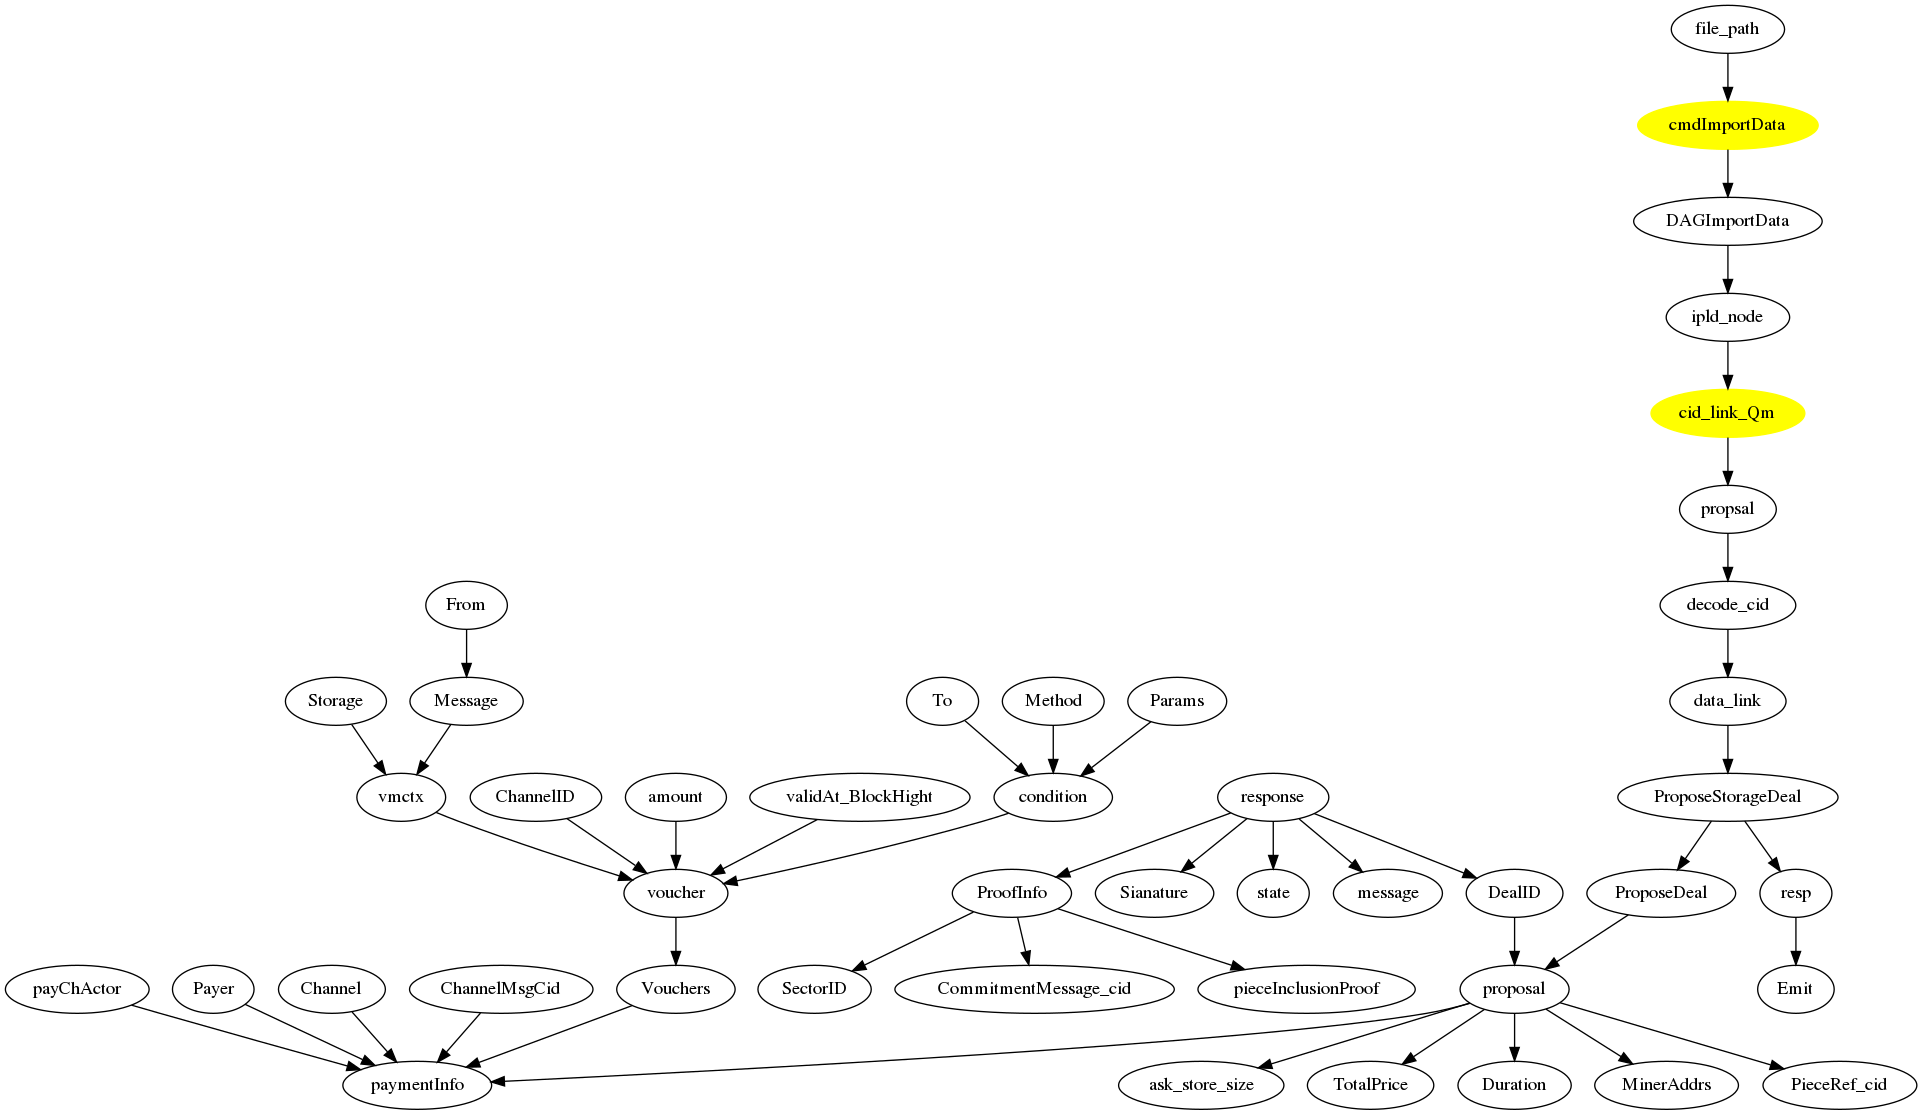 file_path
cmdImportData
DAGImportData
ipld_node
cid_link_Qm
propsal
From
decode_cid
Storage
Message
To
Method
Params
data_link
vmctx
ChannelID
amount
validAt_BlockHight
condition
response
ProposeStorageDeal
voucher
ProofInfo
Sianature
state
message
DealID
ProposeDeal
resp
payChActor
Payer
Channel
ChannelMsgCid
Vouchers
SectorID
CommitmentMessage_cid
pieceInclusionProof
proposal
Emit
paymentInfo
ask_store_size
TotalPrice
Duration
MinerAddrs
PieceRef_cid